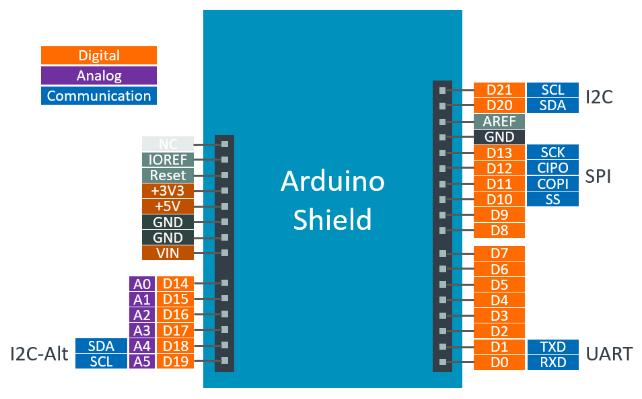 Digital
Analog
Communication
NC
IOREF
Reset
+3V3
+5V
GND
GND
VIN
A0 D14
A1 D15
A2 D16
A3 D17
I2C-Alt SDA A4 D18
SCL A5 D19
Arduino
Shield
D21 SCL I2C
D20 SDA
AREF
GND
D13 SCK
D12 CIPO SPI
D11 COPI
D10 SS
D9
D8
D7
D6
D5
D4
D3
D2
D1 TXD UART
D0 RXD